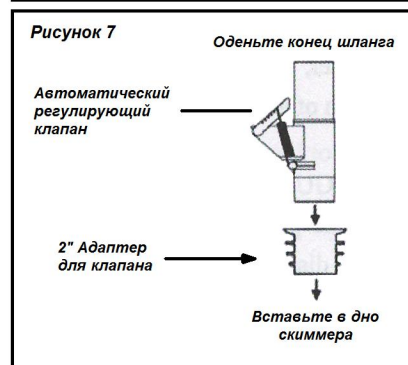 Рисунок 7
Оденьте конец шланга
Автоматический
регулирующий
клапан
2" Адаптер
для клапана
Вставьте в дно
скиммера